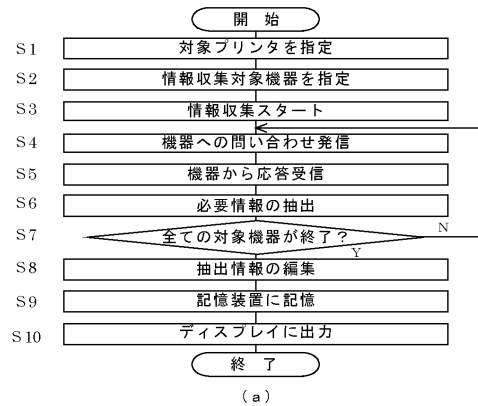 開 始
S1 対象プリンタを指定
S2 情報収集対象機器を指定
S3 情報収集スタート
S4 機器への問い合わせ発信
S5 機器から応答受信
S6 必要情報の抽出
S7 全ての対象機器が終了? N
Y
S8 抽出情報の編集
S9 記憶装置に記憶
S10 ディスプレイに出力
終 了
(a)